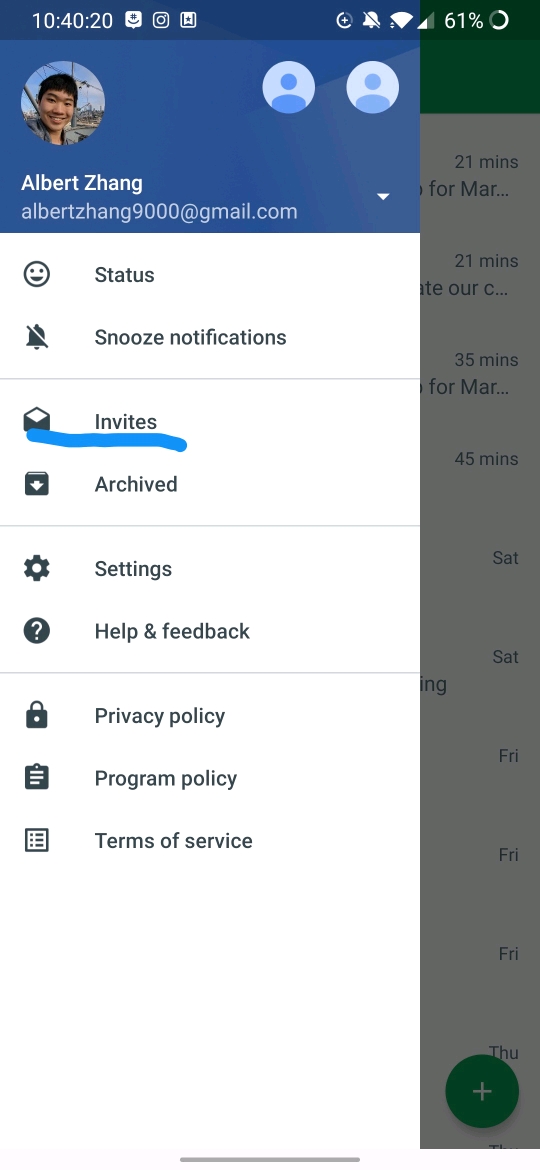 10:40:20 61%
Albert Zhang
albertzhang9000@gmail.com
Status
Snooze notifications
Invites
Archived
Settings
Help & feedback
Privacy policy
Program policy
Terms of service
21 mins
for Mar...
21 mins
ate our c...
35 mins
for Mar...
45 mins
Sat
Sat
ing
Fri
Fri
Fri
Thu
+